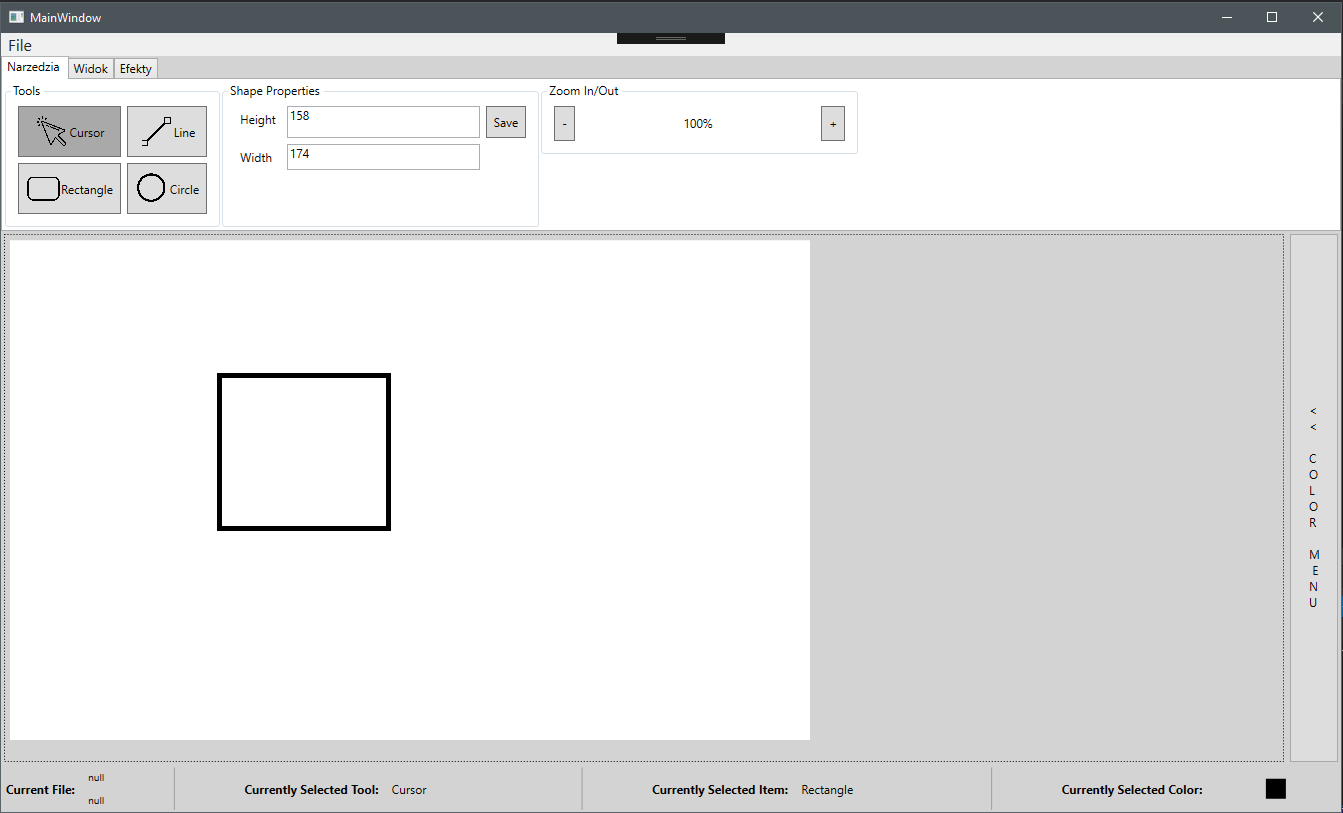 MainWindow
File
Narzedzia Widok Efekty
Tools
Cursor
Line
Rectangle
Circle
Shape Properties
Height 158 Save
Width 174
Zoom In/Out
- 100% +
<
<
C
O
L
O
R
M
E
N
U
Current File: null
null
Currently Selected Tool: Cursor
Currently Selected Item: Rectangle
Currently Selected Color: